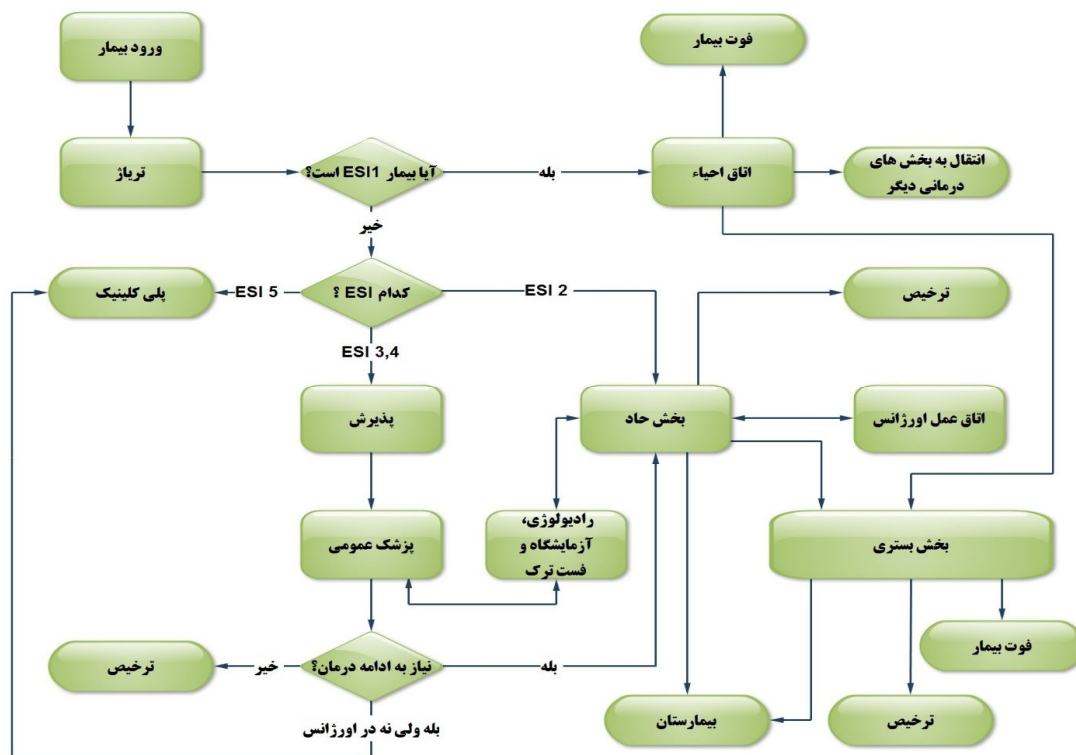 ورود بیمار
فوت بیمار
تریاژ
آیا بیمار ESI1 است؟
بله
اتاق احیاء
انتقال به بخش های
درمانی دیگر
خیر
پلی کلینیک
ESI 5
کدام ESI ؟
ESI 2
ترخیص
ESI 3,4
پذیرش
بخش حاد
اتاق عمل اورژانس
پزشک عمومی
رادیولوژی،
آزمایشگاه و
فست ترک
بخش بستری
ترخیص
خیر
نیاز به ادامه درمان؟
بله
فوت بیمار
بله ولی نه در اورژانس
بیمارستان
ترخیص